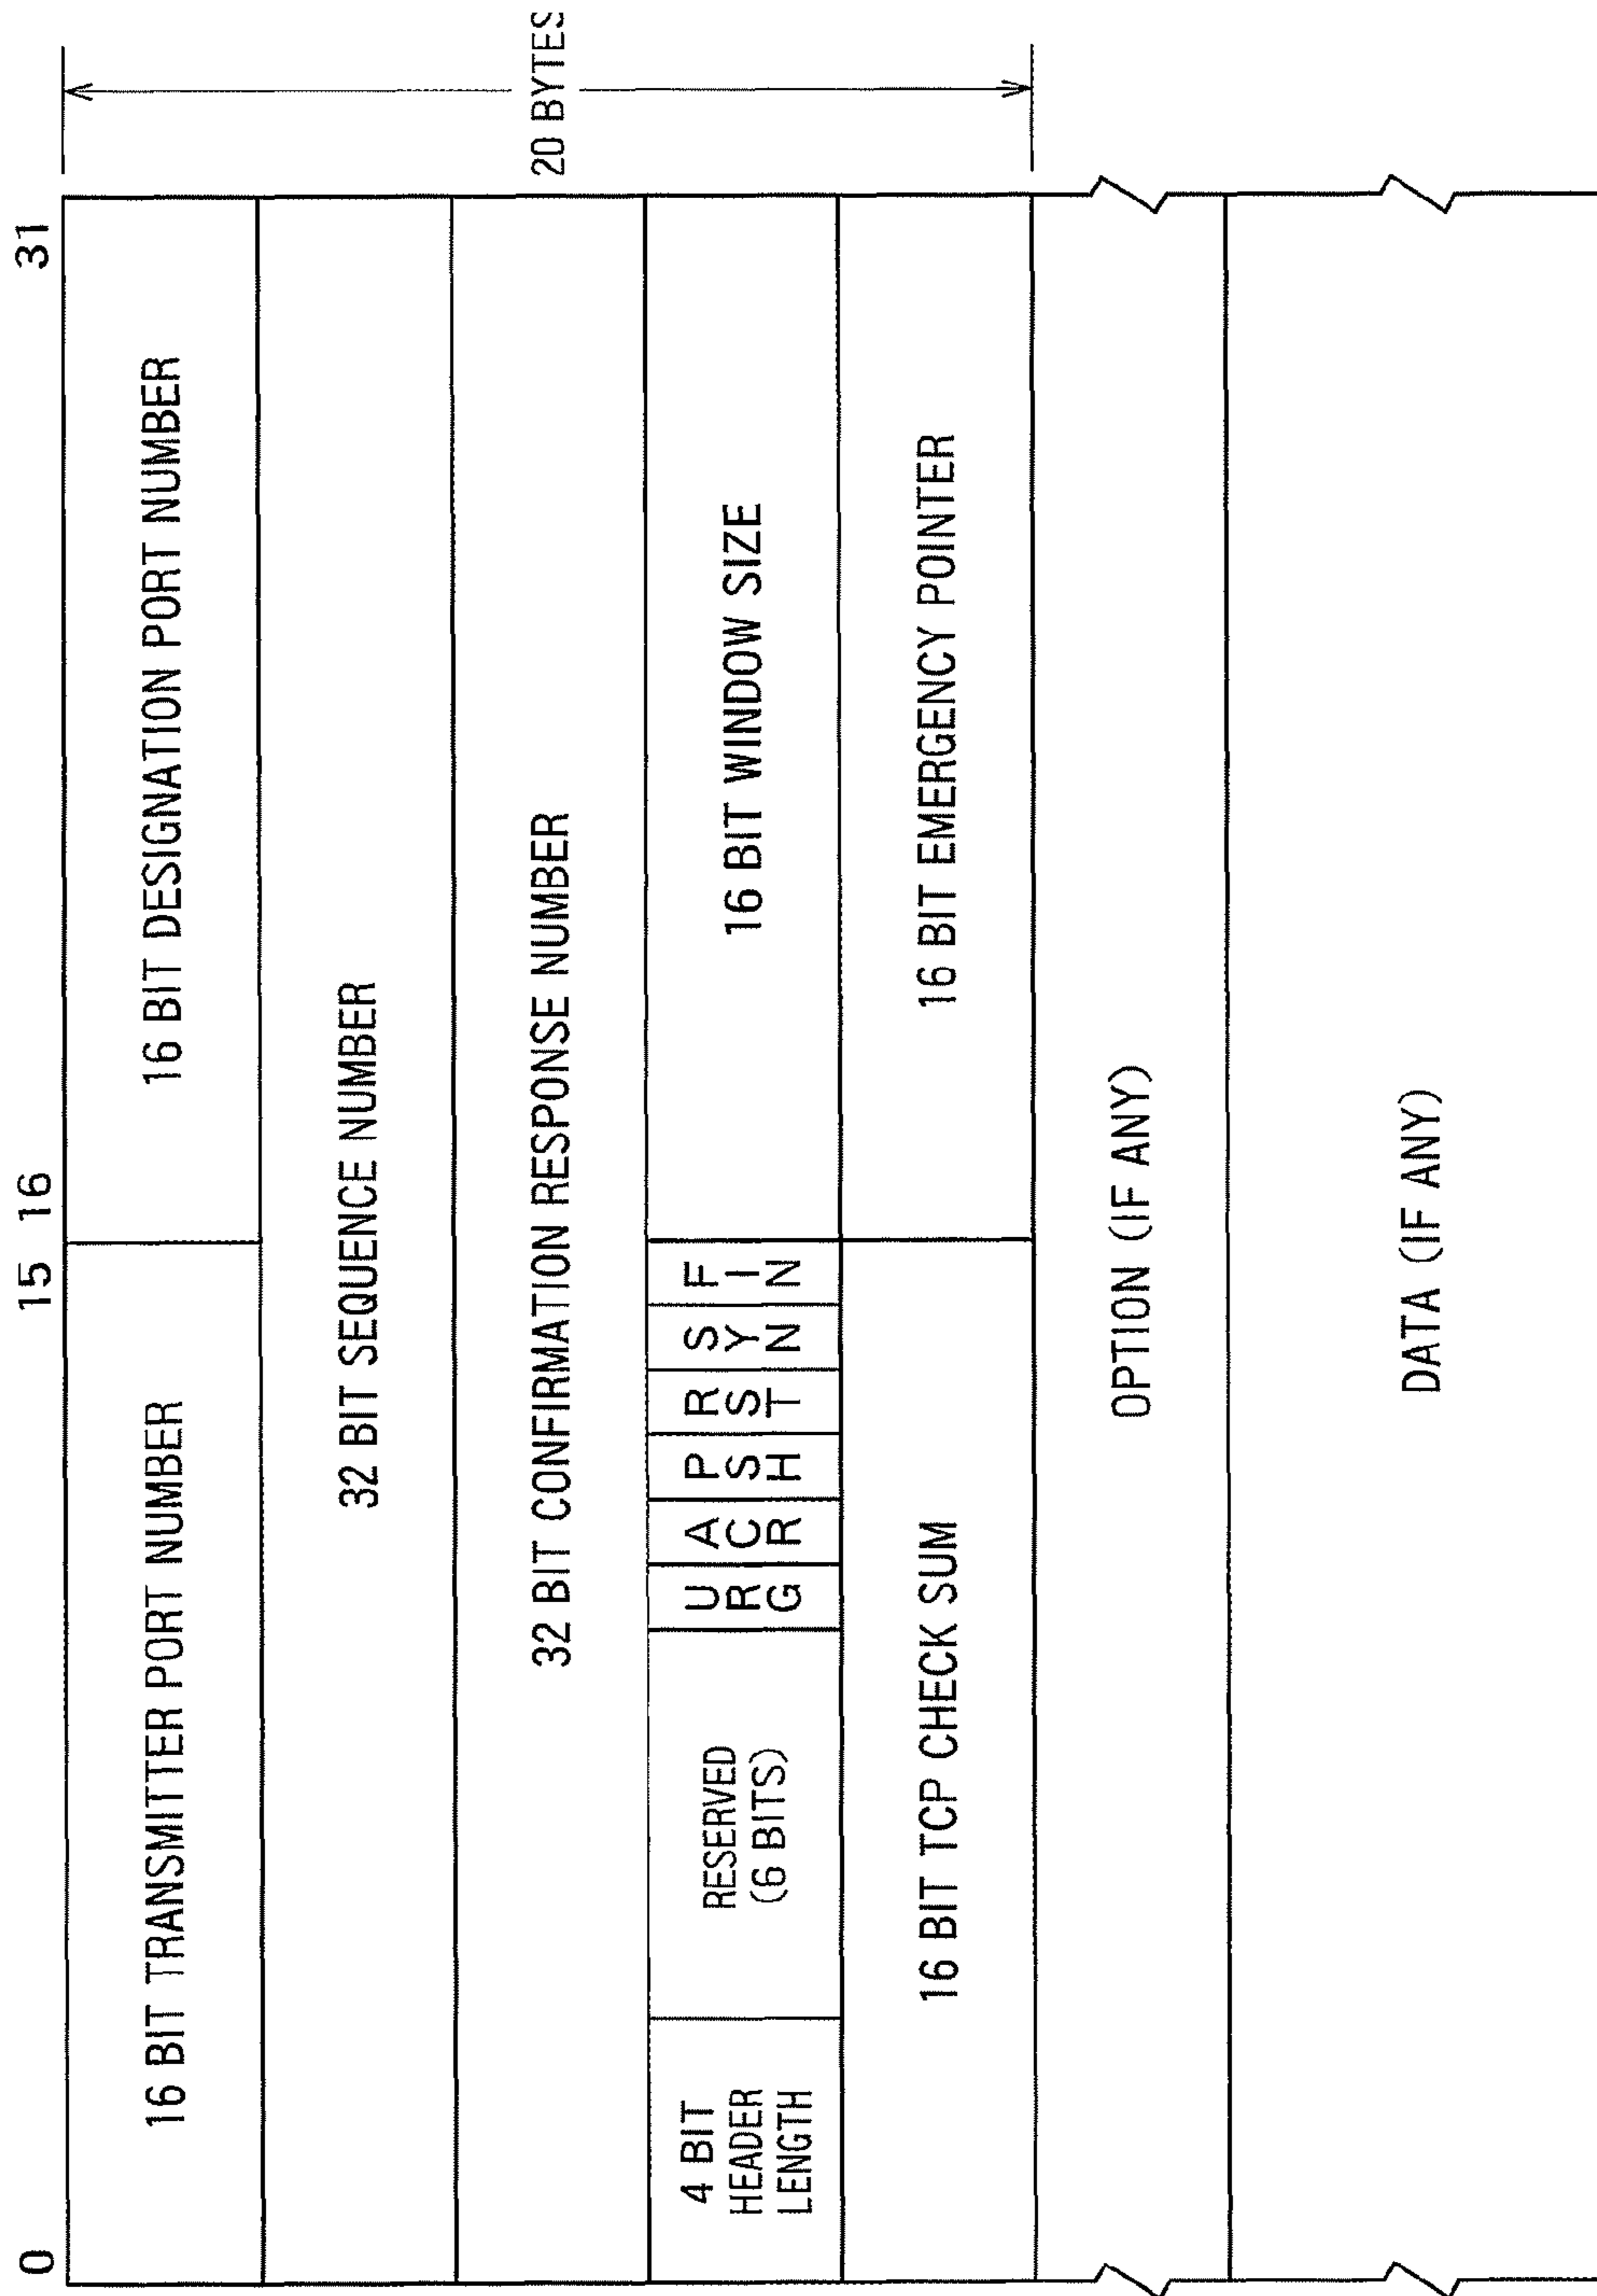 0 15 16 31
16 BIT TRANSMITTER PORT NUMBER 16 BIT DESIGNATION PORT NUMBER
32 BIT SEQUENCE NUMBER
32 BIT CONFIRMATION RESPONSE NUMBER
20 BYTES
4 BIT
HEADER
LENGTH
RESERVED
(6 BITS)
URG
ACR
PSH
RST
SYN
FIN
16 BIT WINDOW SIZE
16 BIT TCP CHECK SUM 16 BIT EMERGENCY POINTER
OPTION (IF ANY)
DATA (IF ANY)